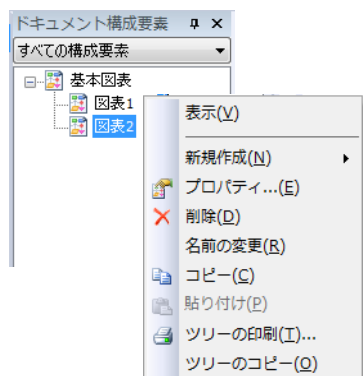 ドキュメント構成要素
すべての構成要素
基本図表
図表1
図表2
表示(V)
新規作成(N)
プロパティ...(E)
削除(D)
名前の変更(R)
コピー(C)
貼り付け(P)
ツリーの印刷(T)...
ツリーのコピー(O)